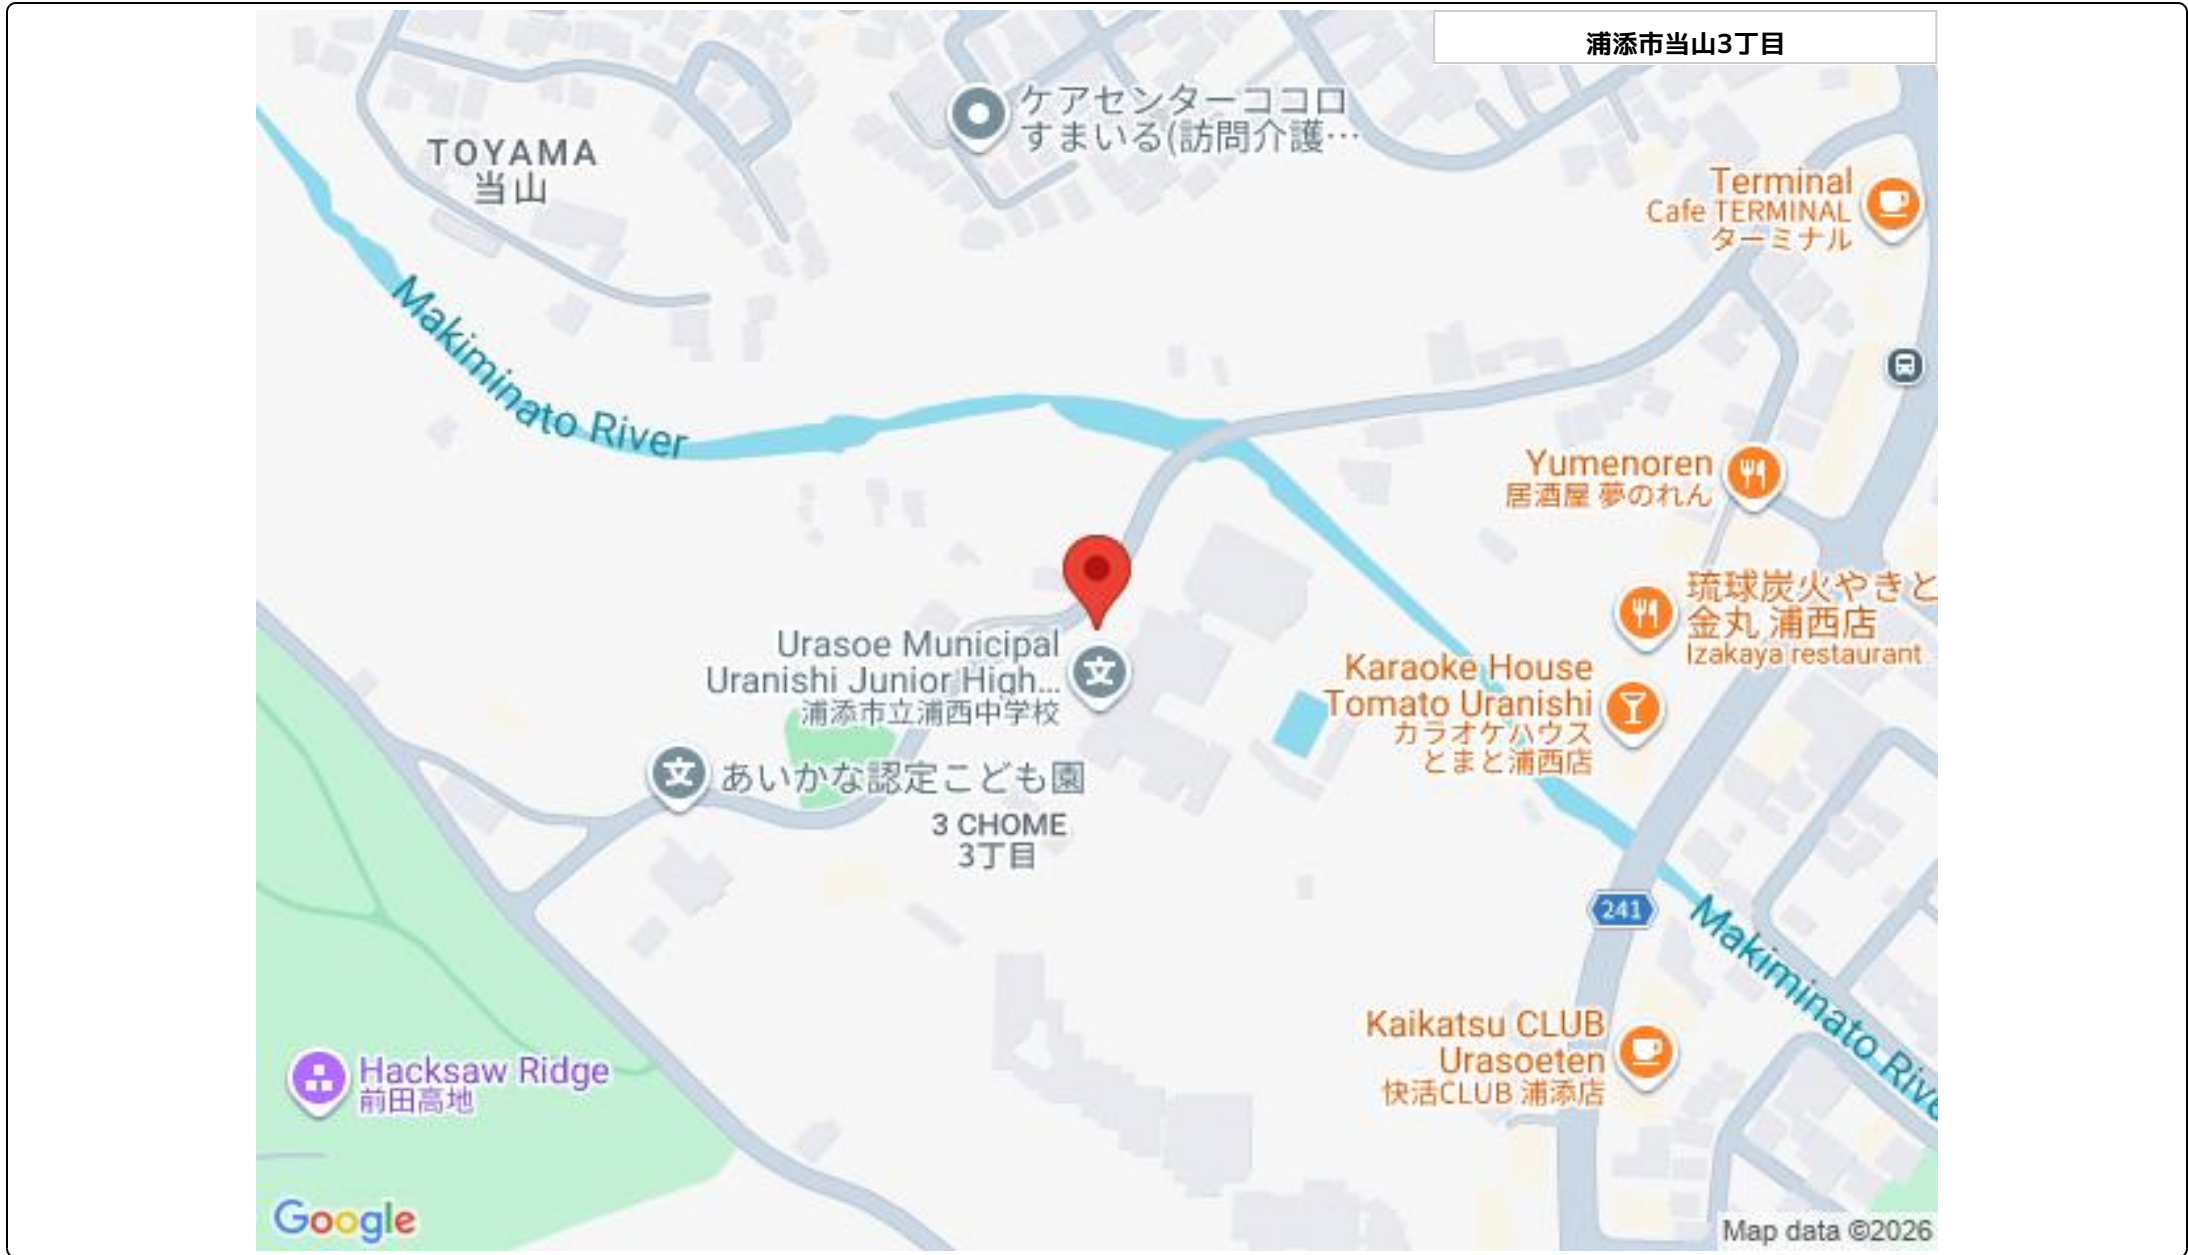 浦添市当山3丁目
ケアセンターココロ
すまいる(訪問介護…
TOYAMA
当山
Terminal
Cafe TERMINAL
ターミナル
Makiminato River
Yumenoren
居酒屋 夢のれん
琉球炭火やきと
金丸 浦西店
Izakaya restaurant
Urasoe Municipal
Uranishi Junior High...
浦添市立浦西中学校
Karaoke House
Tomato Uranishi
カラオケハウス
とまと浦西店
あいかな認定こども園
3 CHOME
3丁目
241
Makiminato Rive
Kaikatsu CLUB
Urasoeten
快活CLUB 浦添店
Hacksaw Ridge
前田高地
Google
Map data ©2026